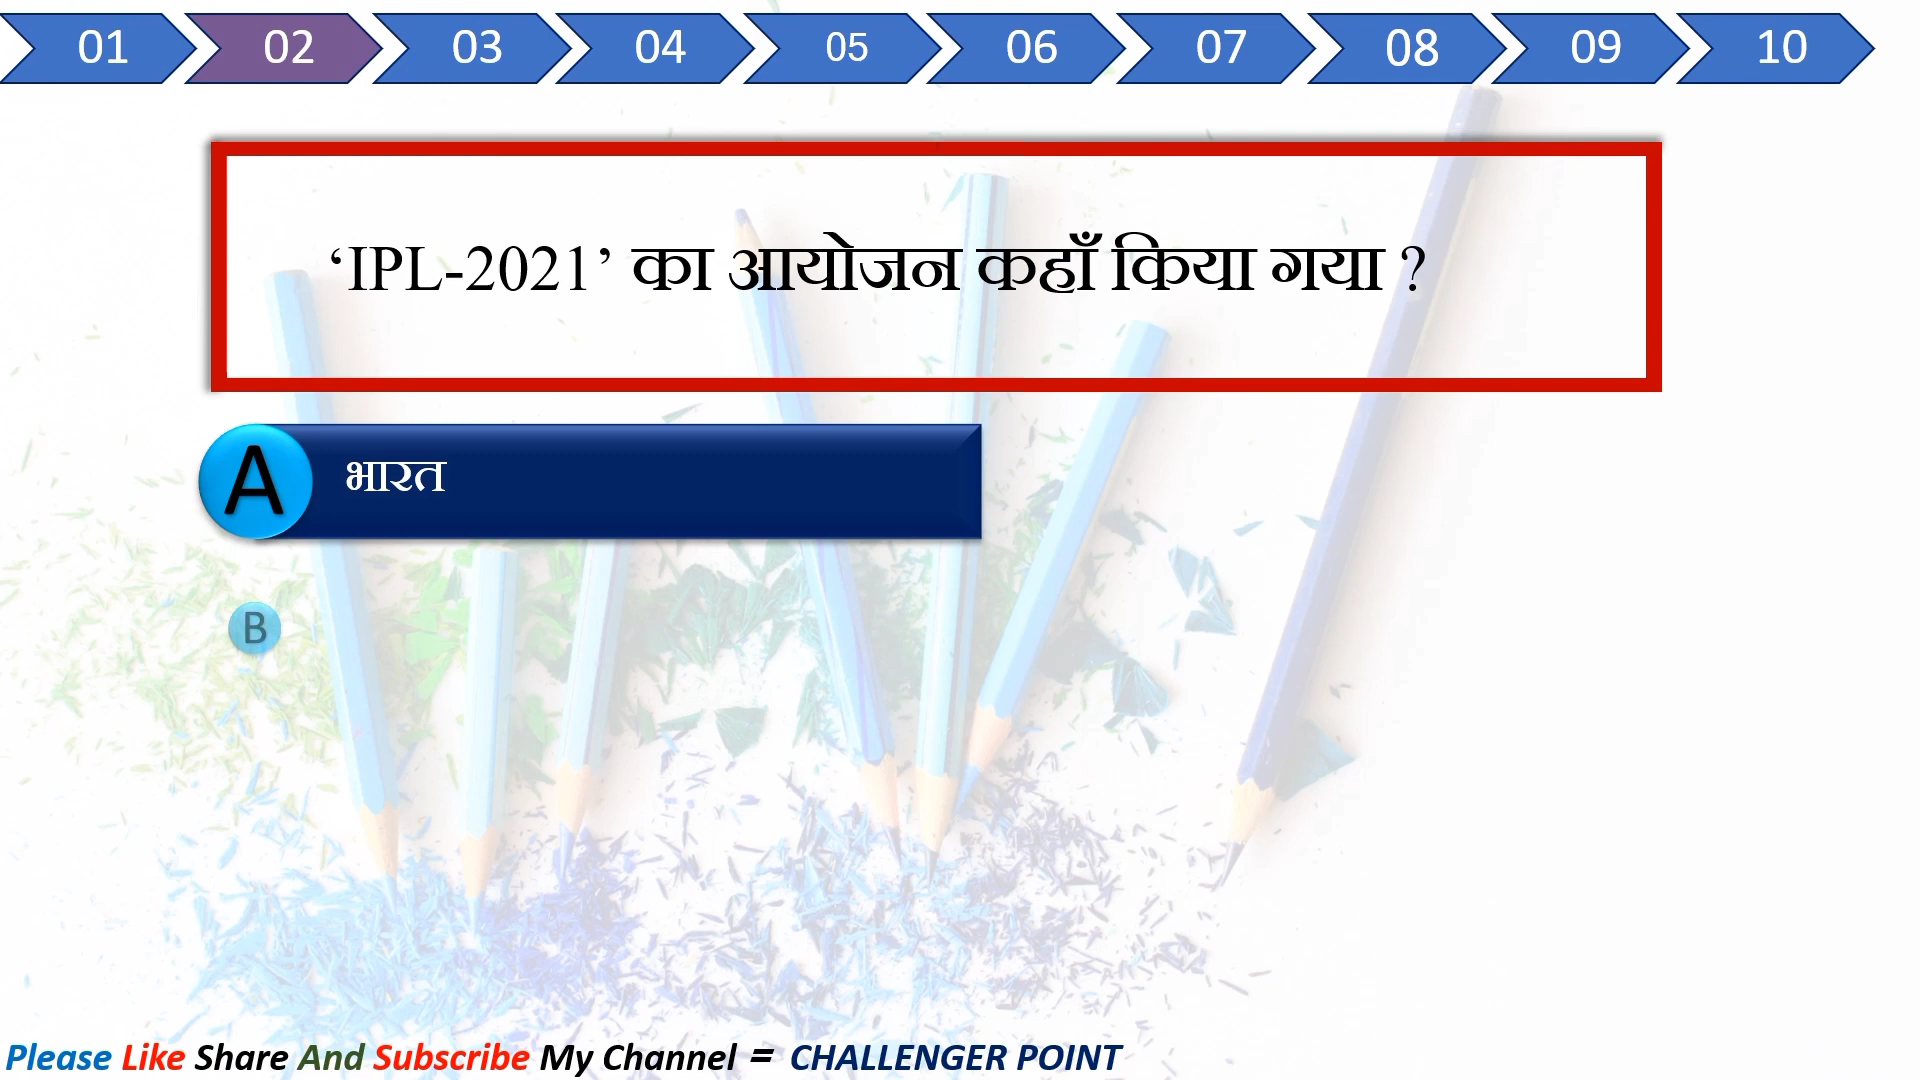 01 02 03 04 05 06 07 08 09 10
‘IPL-2021’ का आयोजन कहाँ किया गया ?
A भारत
B
Please Like Share And Subscribe My Channel = CHALLENGER POINT